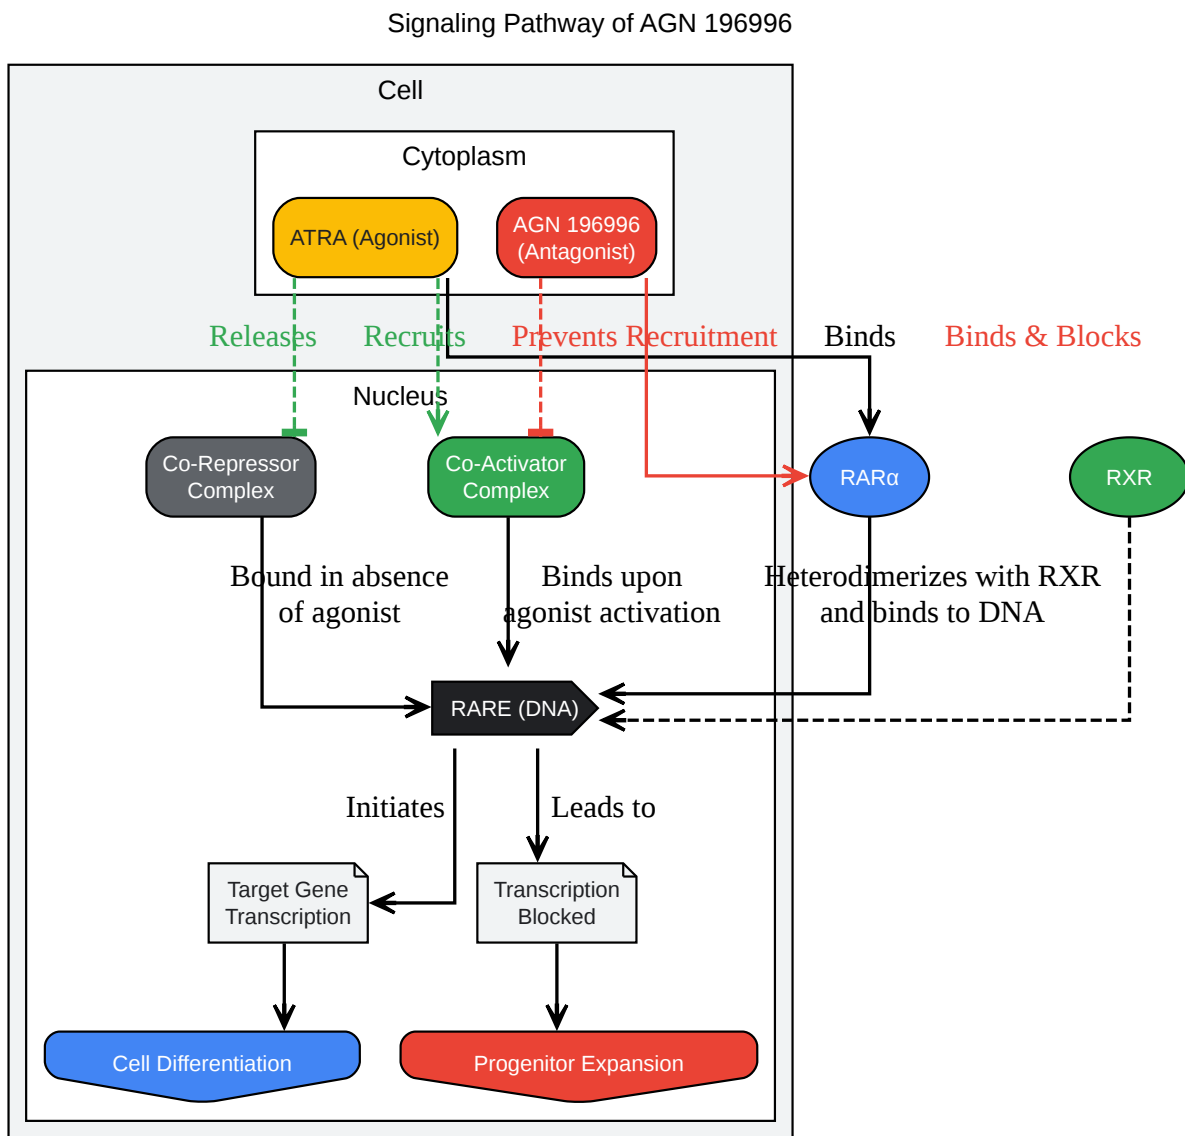 Signaling Pathway of AGN 196996
Cell
Cytoplasm
ATRA (Agonist)
AGN 196996
(Antagonist)
Releases
Recruits
Prevents Recruitment
Binds
Binds & Blocks
Nucleus
Co-Repressor
Complex
Co-Activator
Complex
RARα
RXR
Bound in absence
of agonist
Binds upon
agonist activation
Heterodimerizes with RXR
and binds to DNA
RARE (DNA)
Initiates
Leads to
Target Gene
Transcription
Transcription
Blocked
Cell Differentiation
Progenitor Expansion